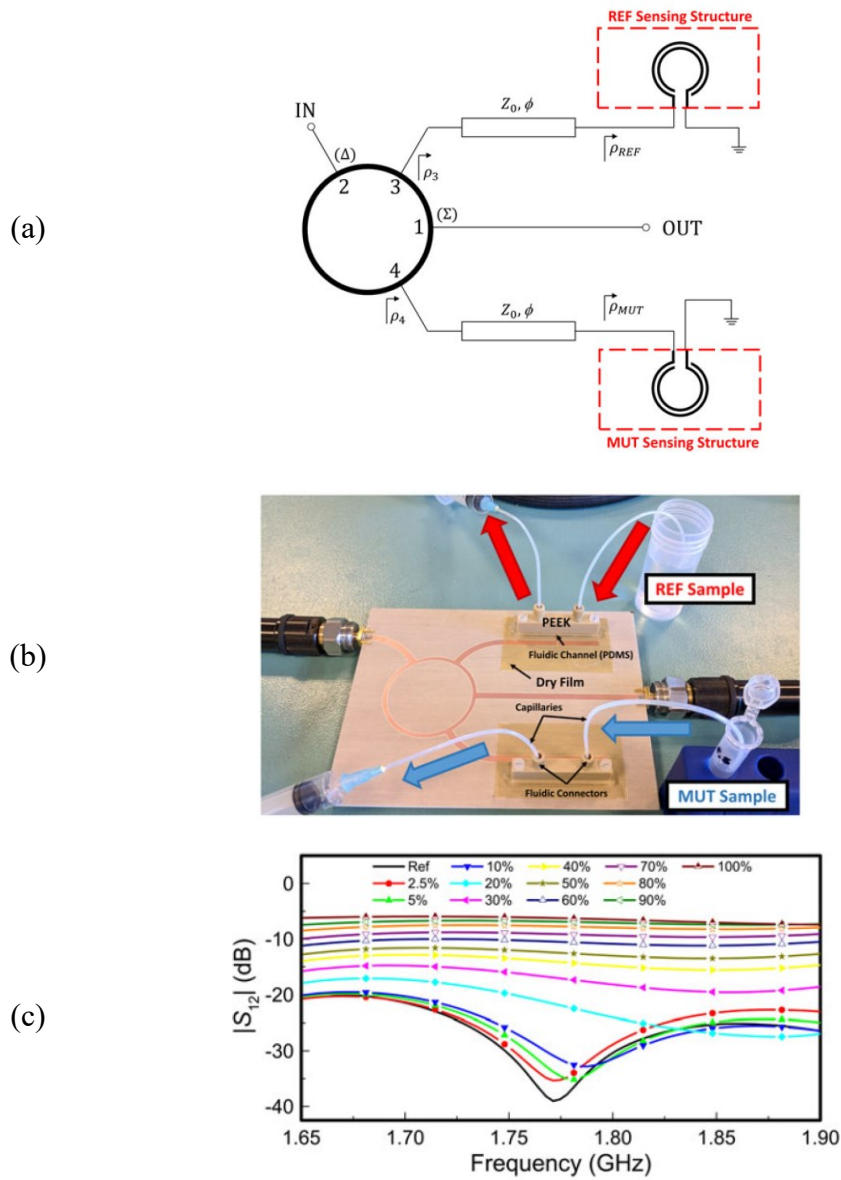 (a)
REF Sensing Structure
IN
Z₀, ϕ
(Δ)
2
3
ρ₃
ρ_REF
1
(Σ)
OUT
4
ρ₄
Z₀, ϕ
ρ_MUT
MUT Sensing Structure
(b)
REF Sample
PEEK
Fluidic Channel (PDMS)
Dry Film
Capillaries
Fluidic Connectors
MUT Sample
(c)
Ref 10% 40% 70% 100%
2.5% 20% 50% 80%
5% 30% 60% 90%
|S₁₂| (dB)
0
-10
-20
-30
-40
1.65 1.70 1.75 1.80 1.85 1.90
Frequency (GHz)